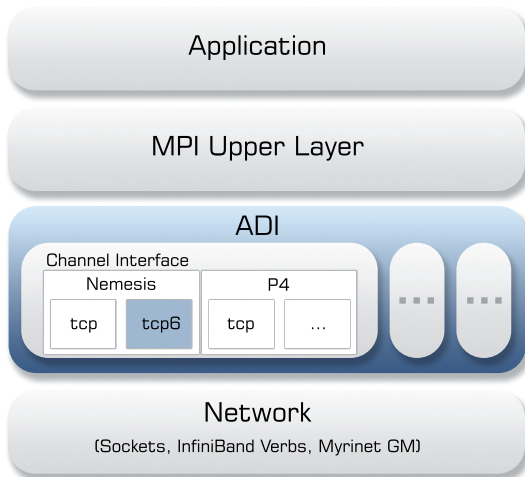 Application
MPI Upper Layer
ADI
Channel Interface
Nemesis P4
tcp tcp6 tcp ...
Network
(Sockets, InfiniBand Verbs, Myrinet GM)